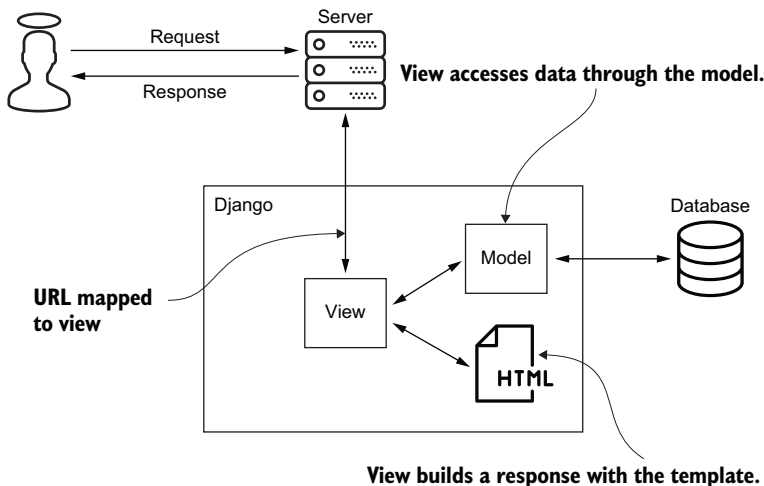 Server
Request
Response
View accesses data through the model.
Django
Database
Model
URL mapped
to view
View
HTML
View builds a response with the template.